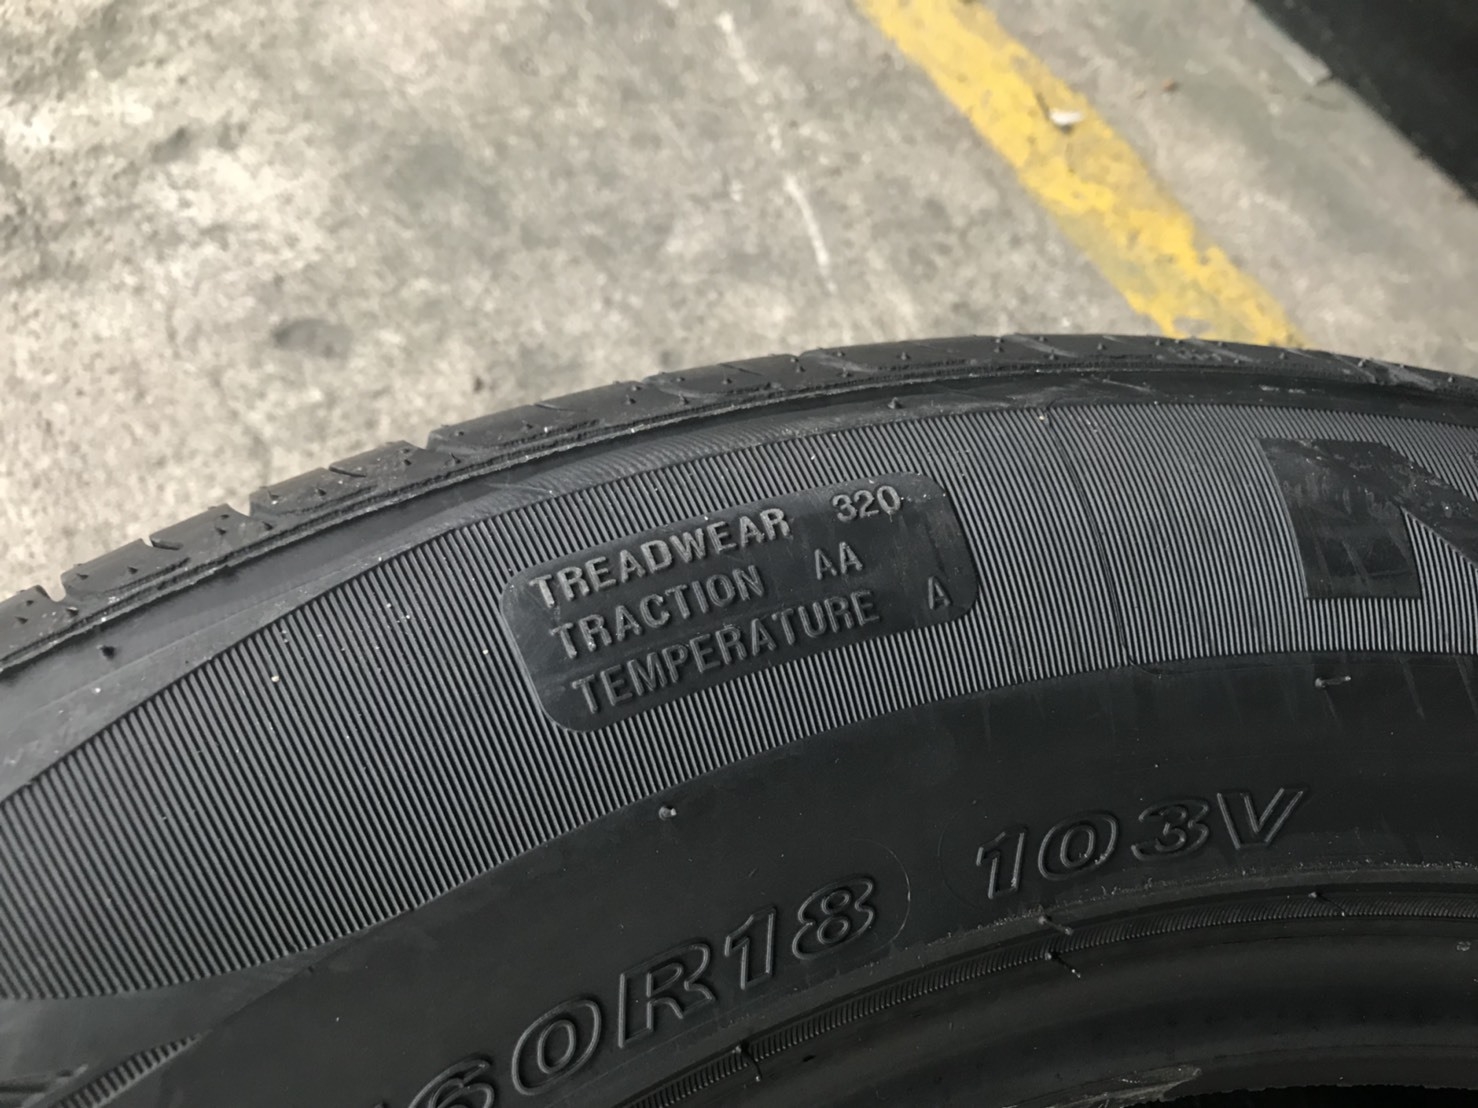 TREADWEAR 320
TRACTION AA
TEMPERATURE A
60R18 103V